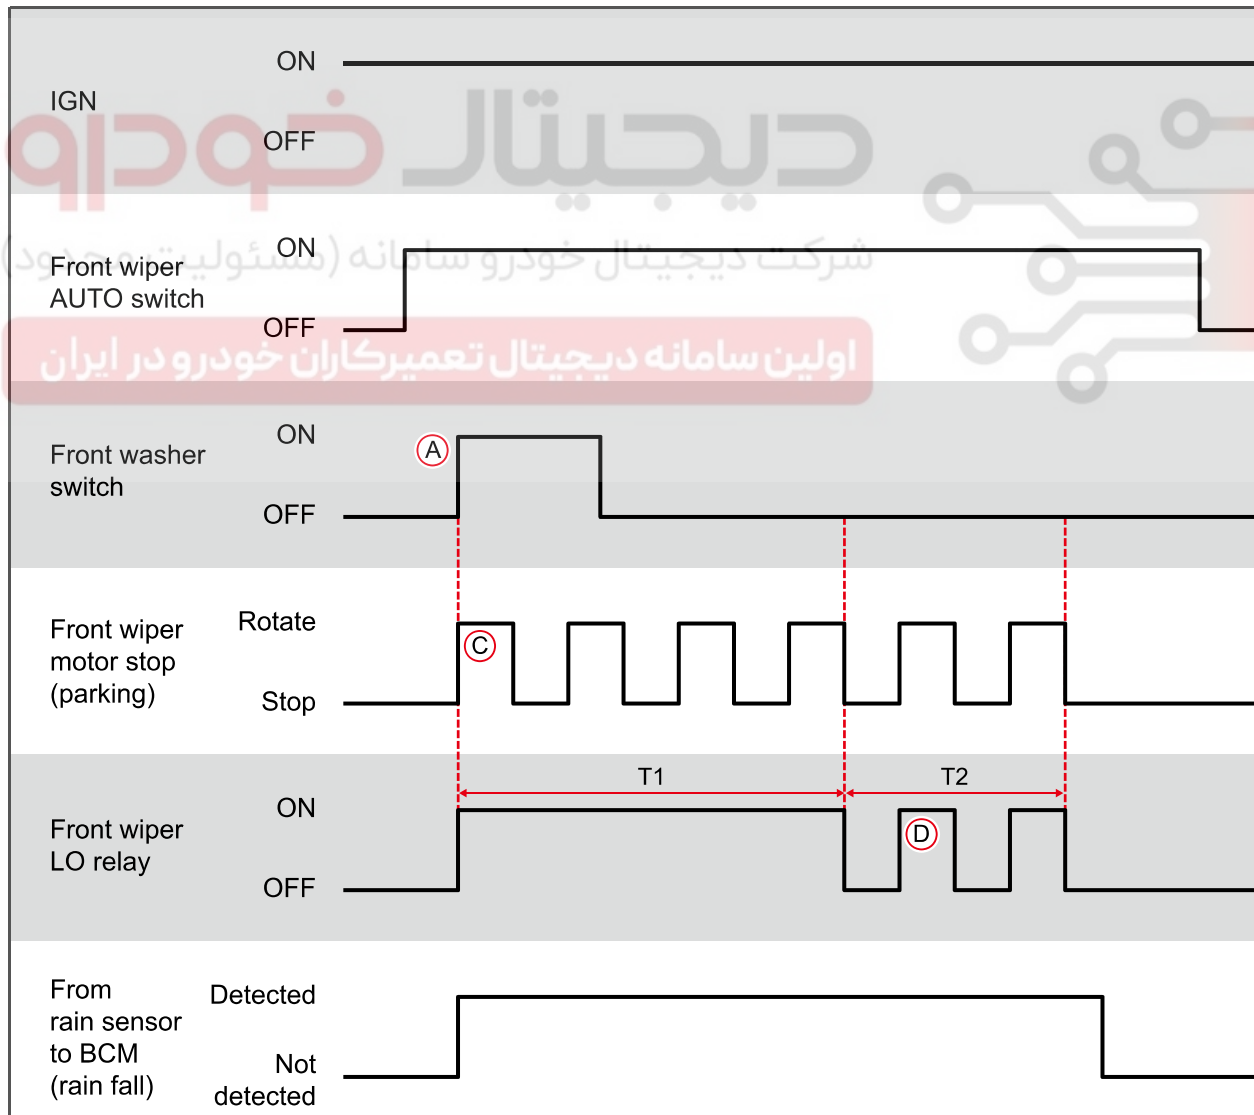 ON
IGN
OFF
دیجیتال خودرو
ON
شرکت دیجیتال خودرو سامانه (مسئولیت محدود)
Front wiper
AUTO switch
OFF
اولین سامانه دیجیتال تعمیرکاران خودرو در ایران
ON
A
Front washer
switch
OFF
Rotate
Front wiper
motor stop
(parking)
C
Stop
T1
T2
ON
Front wiper
LO relay
D
OFF
From
rain sensor
to BCM
(rain fall)
Detected
Not
detected